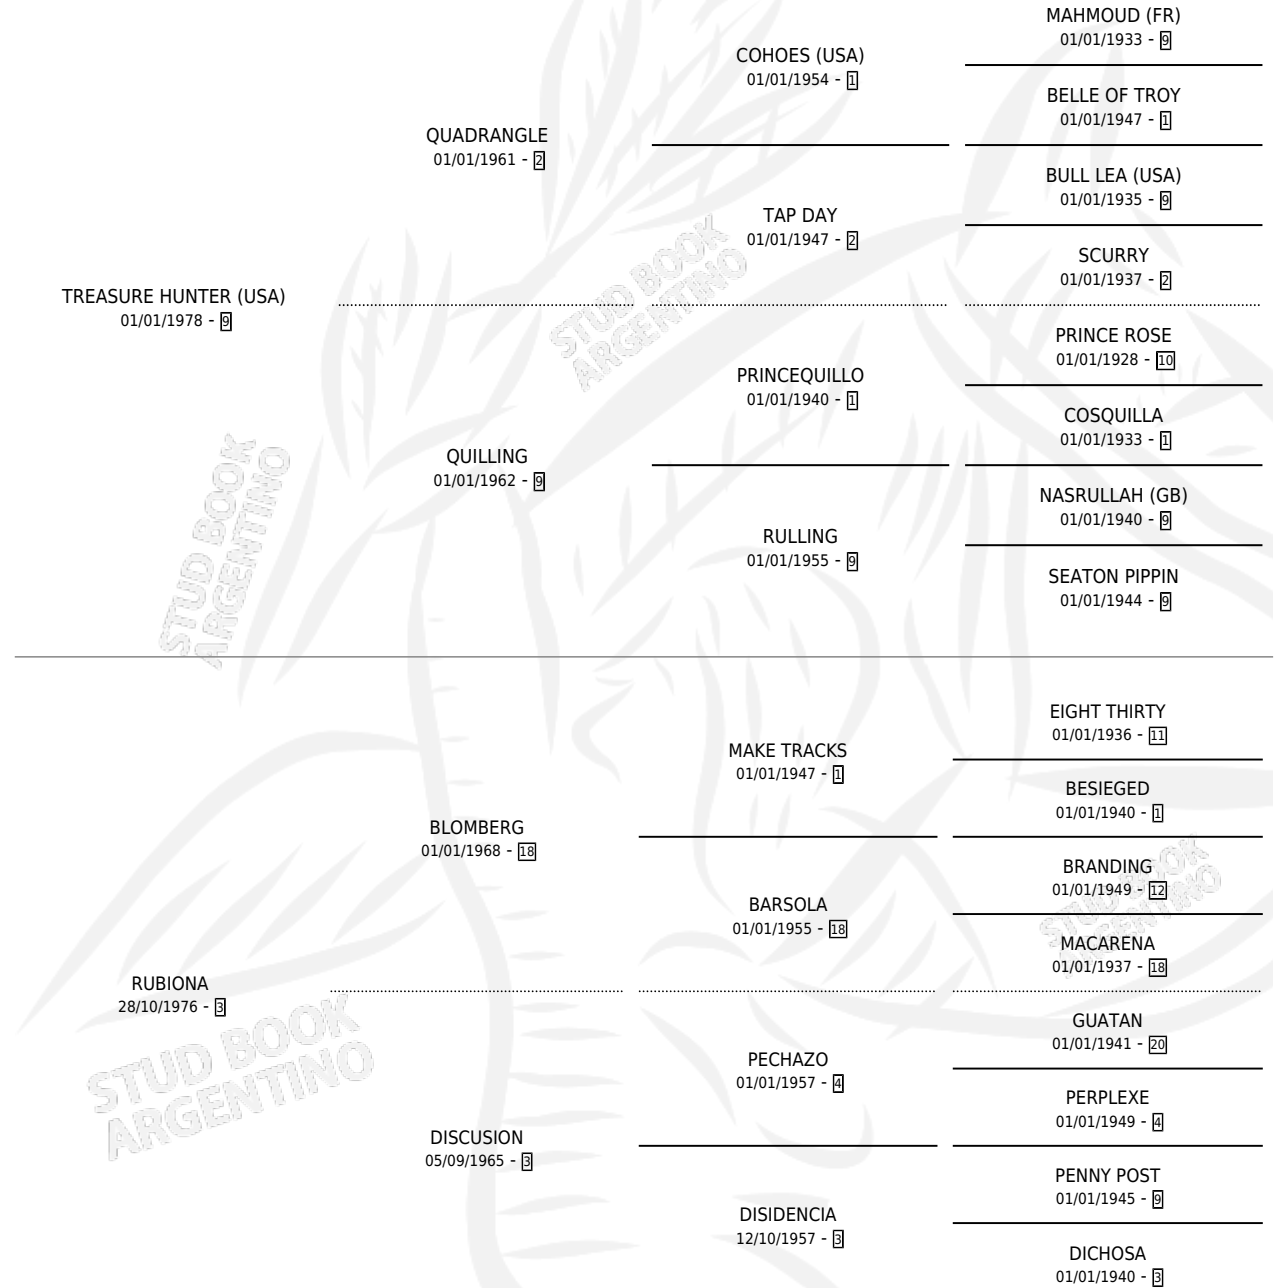 MAHMOUD (FR)
01/01/1933 - 9
COHOES (USA)
01/01/1954 - 1
BELLE OF TROY
01/01/1947 - 1
QUADRANGLE
01/01/1961 - 2
BULL LEA (USA)
01/01/1935 - 9
TAP DAY
01/01/1947 - 2
SCURRY
01/01/1937 - 2
TREASURE HUNTER (USA)
01/01/1978 - 9
PRINCE ROSE
01/01/1928 - 10
PRINCEQUILLO
01/01/1940 - 1
COSQUILLA
01/01/1933 - 1
QUILLING
01/01/1962 - 9
NASRULLAH (GB)
01/01/1940 - 9
RULLING
01/01/1955 - 9
SEATON PIPPIN
01/01/1944 - 9
STUD BOOK
ARGENTINO
STUD BOOK
ARGENTINO
EIGHT THIRTY
01/01/1936 - 11
MAKE TRACKS
01/01/1947 - 1
BESIEGED
01/01/1940 - 1
BLOMBERG
01/01/1968 - 18
BRANDING
01/01/1949 - 12
BARSOLA
01/01/1955 - 18
MACARENA
01/01/1937 - 18
STUD BOOK
ARGENTINO
RUBIONA
28/10/1976 - 3
GUATAN
01/01/1941 - 20
PECHAZO
01/01/1957 - 4
PERPLEXE
01/01/1949 - 4
STUD BOOK
ARGENTINO
DISCUSION
05/09/1965 - 3
PENNY POST
01/01/1945 - 9
DISIDENCIA
12/10/1957 - 3
DICHOSA
01/01/1940 - 3